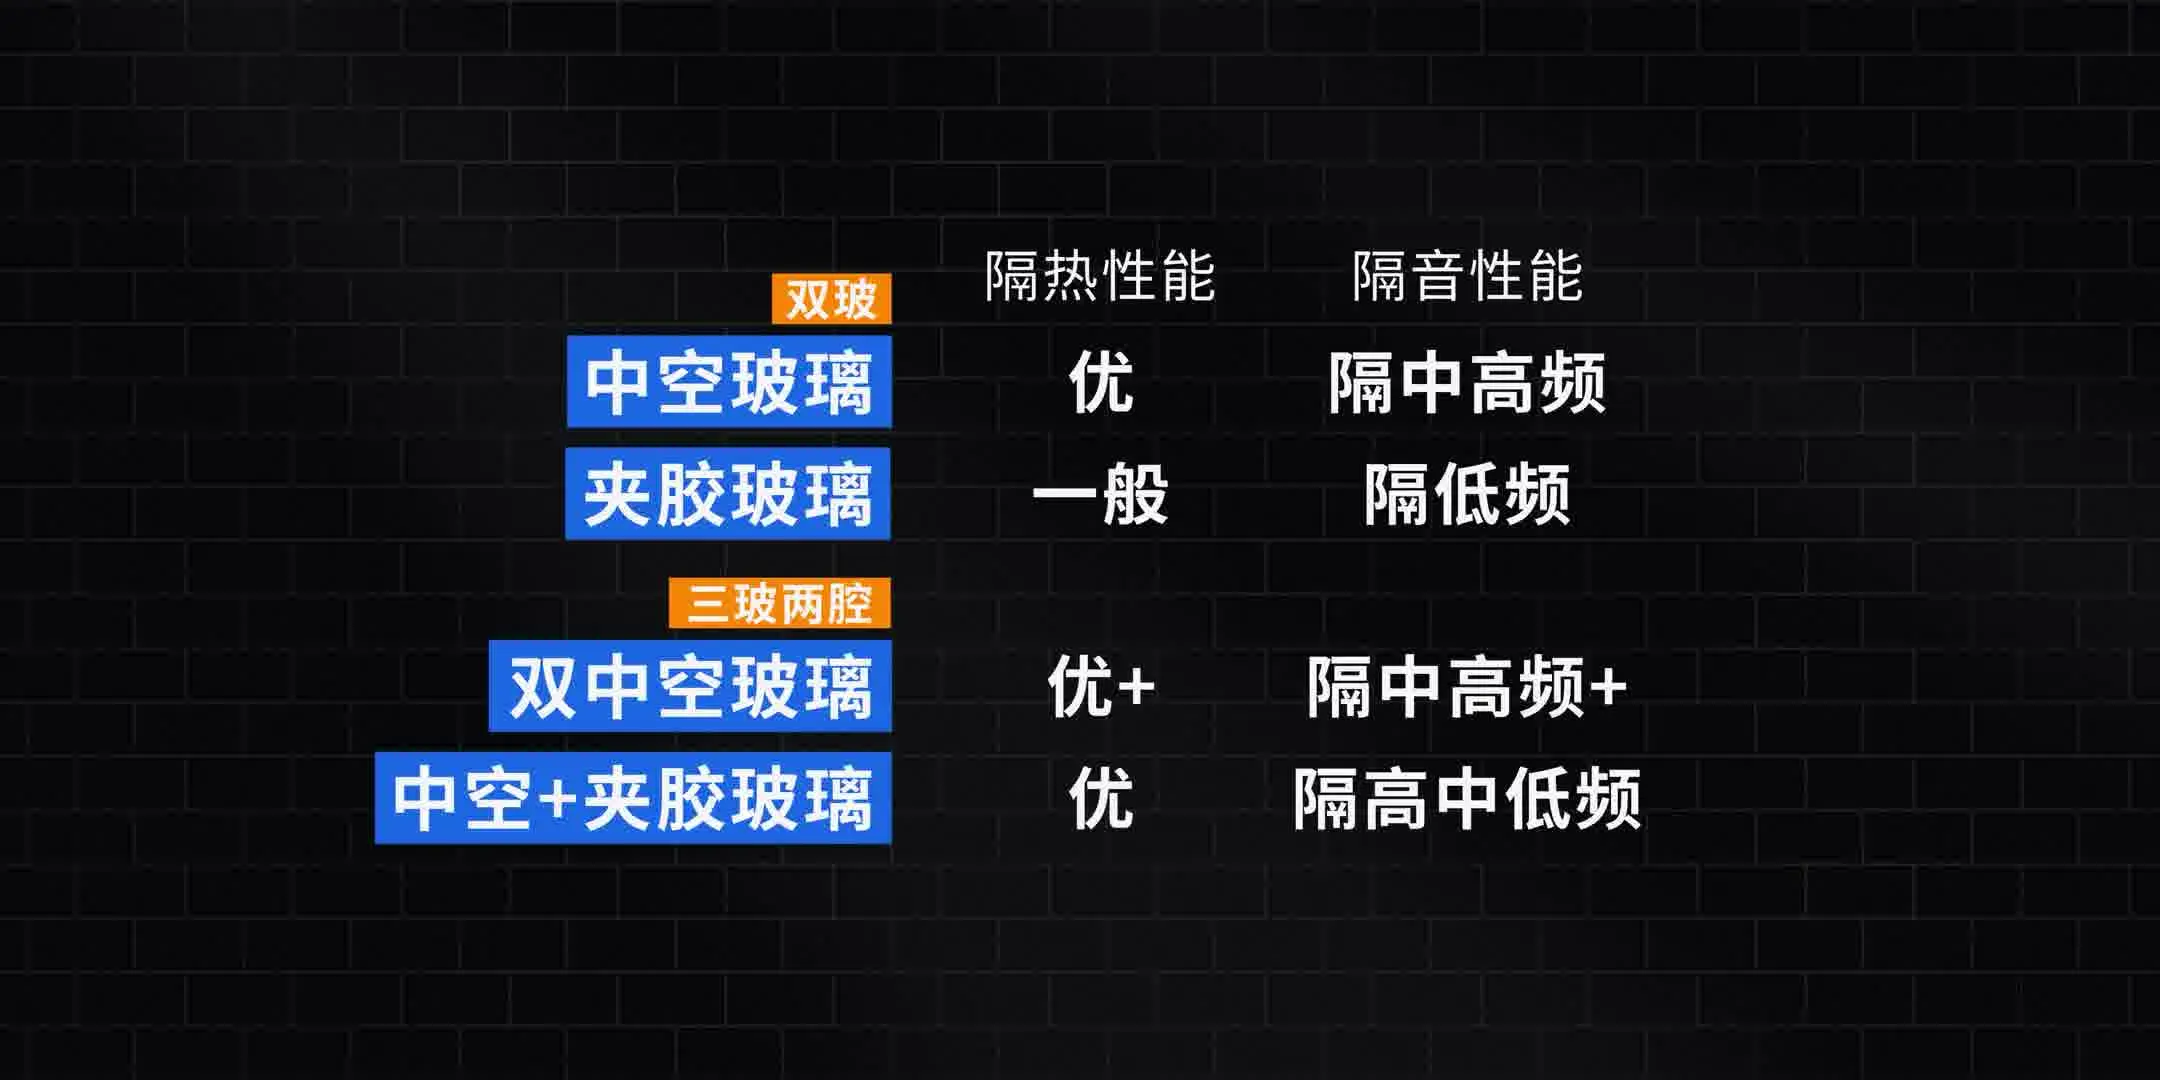 隔热性能 隔音性能
双玻
中空玻璃 优 隔中高频
夹胶玻璃 一般 隔低频
三玻两腔
双中空玻璃 优+ 隔中高频+
中空+夹胶玻璃 优 隔高中低频